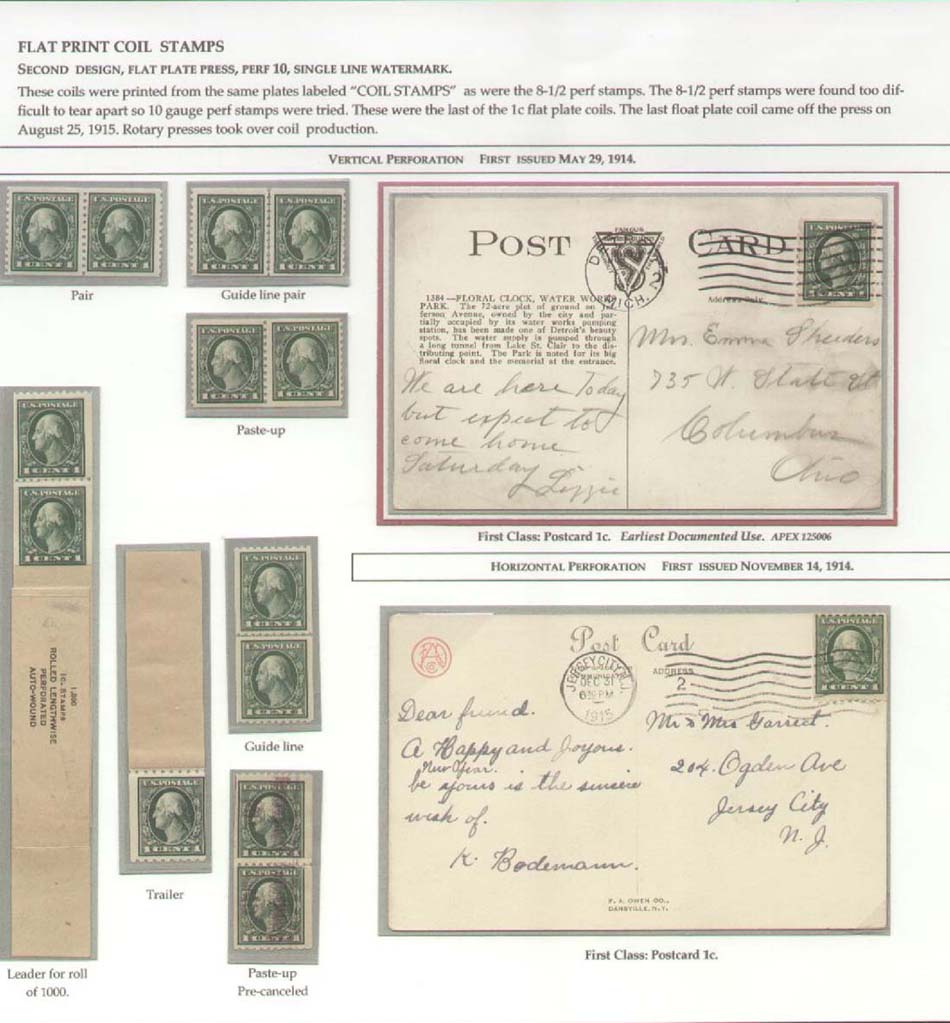 FLAT PRINT COIL STAMPS
SECOND DESIGN, FLAT PLATE PRESS, PERF 10, SINGLE LINE WATERMARK.
These coils were printed from the same plates labeled "COIL STAMPS" as were the 8-1/2 perf stamps. The 8-1/2 perf stamps were found too dif-
ficult to tear apart so 10 gauge perf stamps were tried. These were the last of the 1c flat plate coils. The last float plate coil came off the press on
August 25, 1915. Rotary presses took over coil production.
VERTICAL PERFORATION FIRST ISSUED MAY 29, 1914.
U.S. POSTAGE U.S. POSTAGE
1 CENT 1 1 CENT 1
Pair
U.S. POSTAGE U.S. POSTAGE
1 CENT 1 1 CENT 1
Guide line pair
U.S. POSTAGE U.S. POSTAGE
1 CENT 1 1 CENT 1
Paste-up
POST CARD
MICH.
2
Address Only
1384—FLORAL CLOCK, WATER WORKS
PARK. The 72-acre plot of ground on
ferson Avenue, owned by the city and par-
tially occupied by its water works pumping
station, has been made one of Detroit's beauty
spots. The water supply is pumped through
a long tunnel from Lake St. Clair to the dis-
tributing point. The Park is noted for its big
floral clock and the memorial at the entrance.
We are here Today
but expect to
come home
Saturday
Lizzie
Mrs. Emma
735 W. State St
Columbus
Ohio
First Class: Postcard 1c. Earliest Documented Use. APEX 125006
HORIZONTAL PERFORATION FIRST ISSUED NOVEMBER 14, 1914.
U.S. POSTAGE
1 CENT 1
U.S. POSTAGE
1 CENT 1
1,000
1c. STAMPS
ROLLED LENGTHWISE
PERFORATED
AUTO-WOUND
Leader for roll
of 1000.
U.S. POSTAGE
1 CENT 1
Trailer
U.S. POSTAGE
1 CENT 1
U.S. POSTAGE
1 CENT 1
Guide line
U.S. POSTAGE
1 CENT 1
U.S. POSTAGE
1 CENT 1
Paste-up
Pre-canceled
Post Card
ADDRESS
JERSEY CITY, N.J.
DEC 31
6 30 PM
1915
2
U.S. POSTAGE
1 CENT 1
Dear friend.
A Happy and Joyous.
New Year.
be yours is the sincere
wish of.
K. Bodemann.
Mr & Mrs Garrect.
204. Ogden Ave
Jersey City
N. J.
F. A. OWEN CO.,
DANSVILLE, N.Y.
First Class: Postcard 1c.